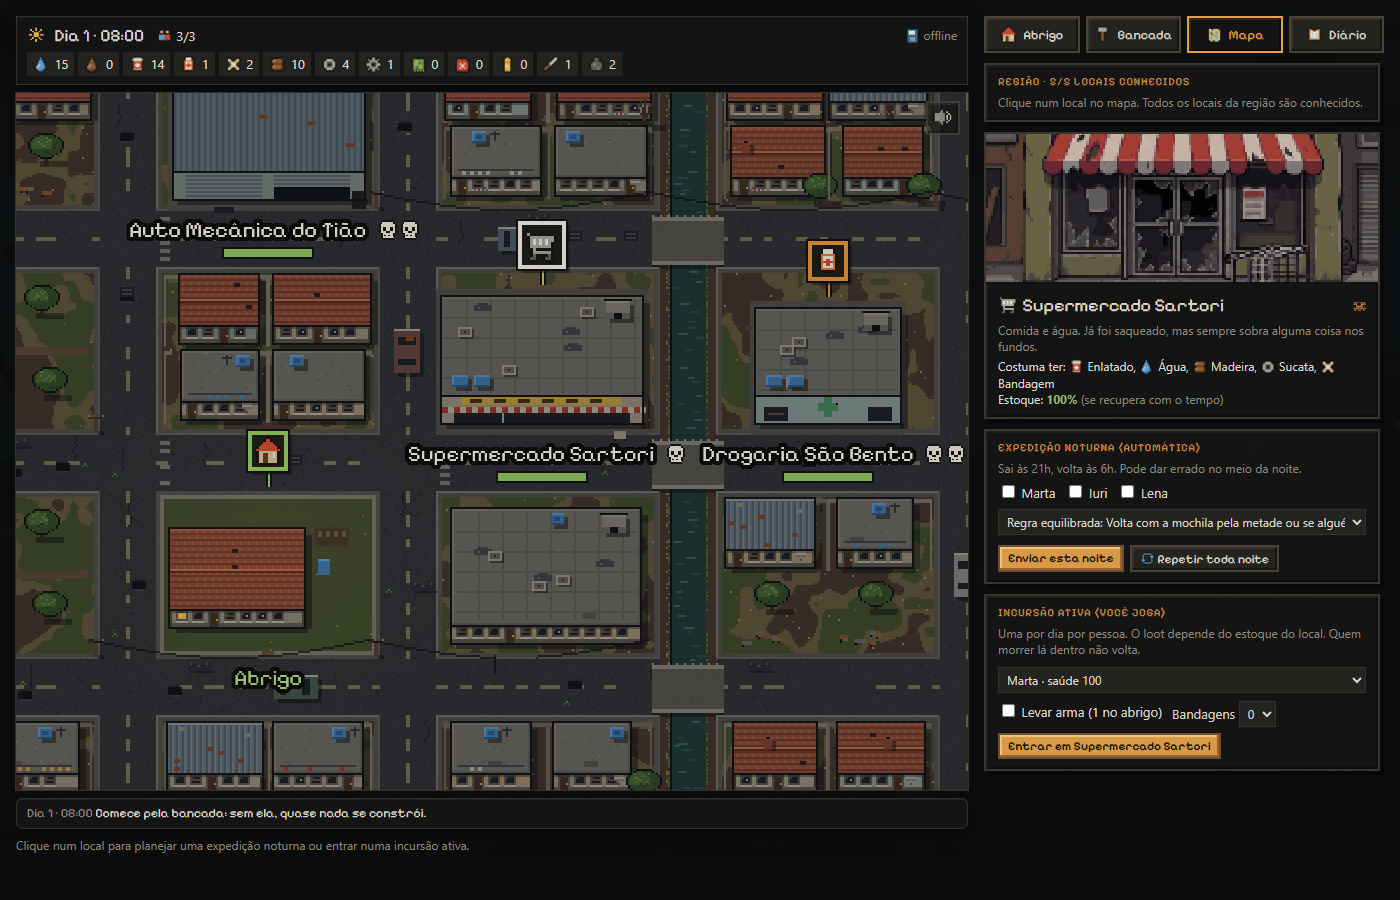 Dia 1 · 08:00 3/3 offline
15 0 14 1 2 10 4 1 0 0 0 1 2
Abrigo Bancada Mapa Diário
REGIÃO · 5/5 LOCAIS CONHECIDOS
Clique num local no mapa. Todos os locais da região são conhecidos.
Auto Mecânica do Tião
Supermercado Sartori
Drogaria São Bento
Abrigo
Supermercado Sartori
Comida e água. Já foi saqueado, mas sempre sobra alguma coisa nos
fundos.
Costuma ter: Enlatado, Água, Madeira, Sucata,
Bandagem
Estoque: 100% (se recupera com o tempo)
EXPEDIÇÃO NOTURNA (AUTOMÁTICA)
Sai às 21h, volta às 6h. Pode dar errado no meio da noite.
Marta Iuri Lena
Regra equilibrada: Volta com a mochila pela metade ou se algué
Enviar esta noite Repetir toda noite
INCURSÃO ATIVA (VOCÊ JOGA)
Uma por dia por pessoa. O loot depende do estoque do local. Quem
morrer lá dentro não volta.
Marta · saúde 100
Levar arma (1 no abrigo) Bandagens 0
Entrar em Supermercado Sartori
Dia 1 · 08:00 Comece pela bancada: sem ela, quase nada se constrói.
Clique num local para planejar uma expedição noturna ou entrar numa incursão ativa.